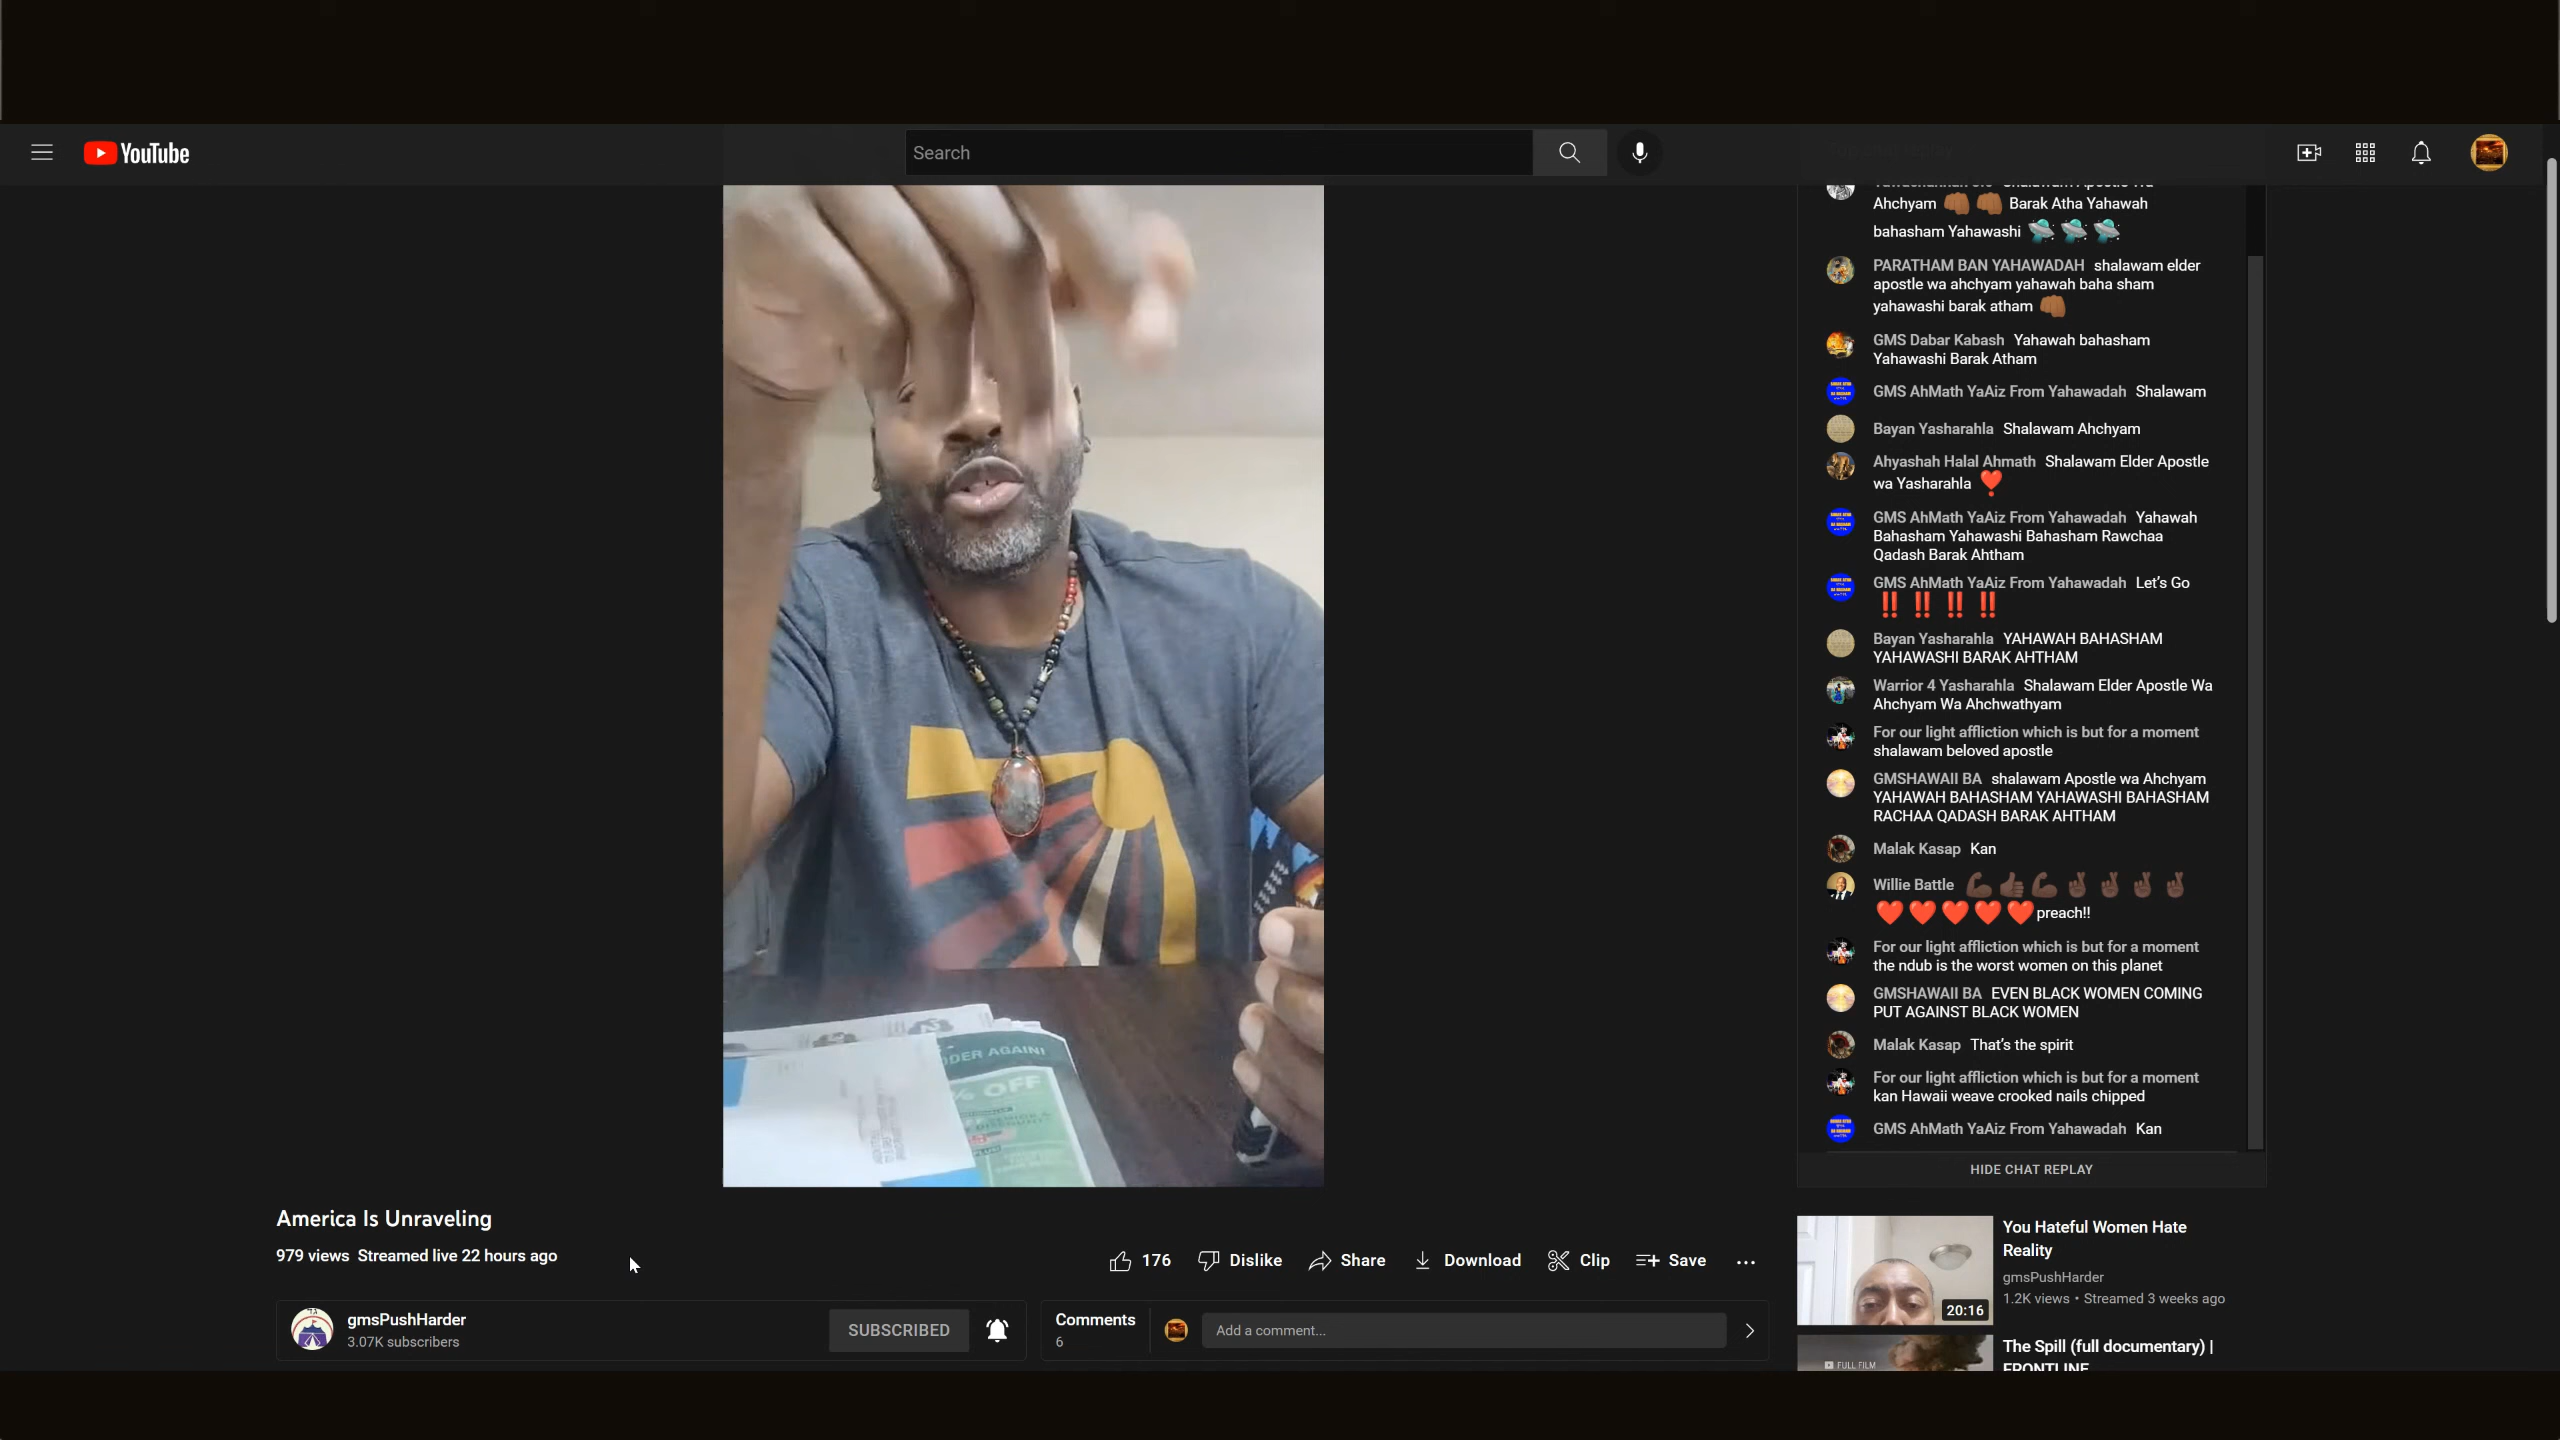 YouTube
Search
Ahchyam 👊🏾 👊🏾 Barak Atha Yahawah
bahasham Yahawashi 🛸 🛸 🛸
PARATHAM BAN YAHAWADAH shalawam elder
apostle wa ahchyam yahawah baha sham
yahawashi barak atham 👊🏾
GMS Dabar Kabash Yahawah bahasham
Yahawashi Barak Atham
GMS AhMath YaAiz From Yahawadah Shalawam
Bayan Yasharahla Shalawam Ahchyam
Ahyashah Halal Ahmath Shalawam Elder Apostle
wa Yasharahla ❣️
GMS AhMath YaAiz From Yahawadah Yahawah
Bahasham Yahawashi Bahasham Rawchaa
Qadash Barak Ahtham
GMS AhMath YaAiz From Yahawadah Let's Go
‼️ ‼️ ‼️ ‼️
Bayan Yasharahla YAHAWAH BAHASHAM
YAHAWASHI BARAK AHTHAM
Warrior 4 Yasharahla Shalawam Elder Apostle Wa
Ahchyam Wa Ahchwathyam
For our light affliction which is but for a moment
shalawam beloved apostle
GMSHAWAII BA shalawam Apostle wa Ahchyam
YAHAWAH BAHASHAM YAHAWASHI BAHASHAM
RACHAA QADASH BARAK AHTHAM
Malak Kasap Kan
Willie Battle 💪🏿 👍🏿 💪🏿 🤞🏿 🤞🏿 🤞🏿 🤞🏿
❤️ ❤️ ❤️ ❤️ ❤️ preach!!
For our light affliction which is but for a moment
the ndub is the worst women on this planet
GMSHAWAII BA EVEN BLACK WOMEN COMING
PUT AGAINST BLACK WOMEN
Malak Kasap That's the spirit
For our light affliction which is but for a moment
kan Hawaii weave crooked nails chipped
GMS AhMath YaAiz From Yahawadah Kan
HIDE CHAT REPLAY
AGAIN!
% OFF
America Is Unraveling
979 views Streamed live 22 hours ago
176 Dislike Share Download Clip Save ...
gmsPushHarder
3.07K subscribers
SUBSCRIBED
Comments
6
Add a comment...
You Hateful Women Hate
Reality
gmsPushHarder
1.2K views • Streamed 3 weeks ago
20:16
The Spill (full documentary) |
FRONTLINE
FULL FILM